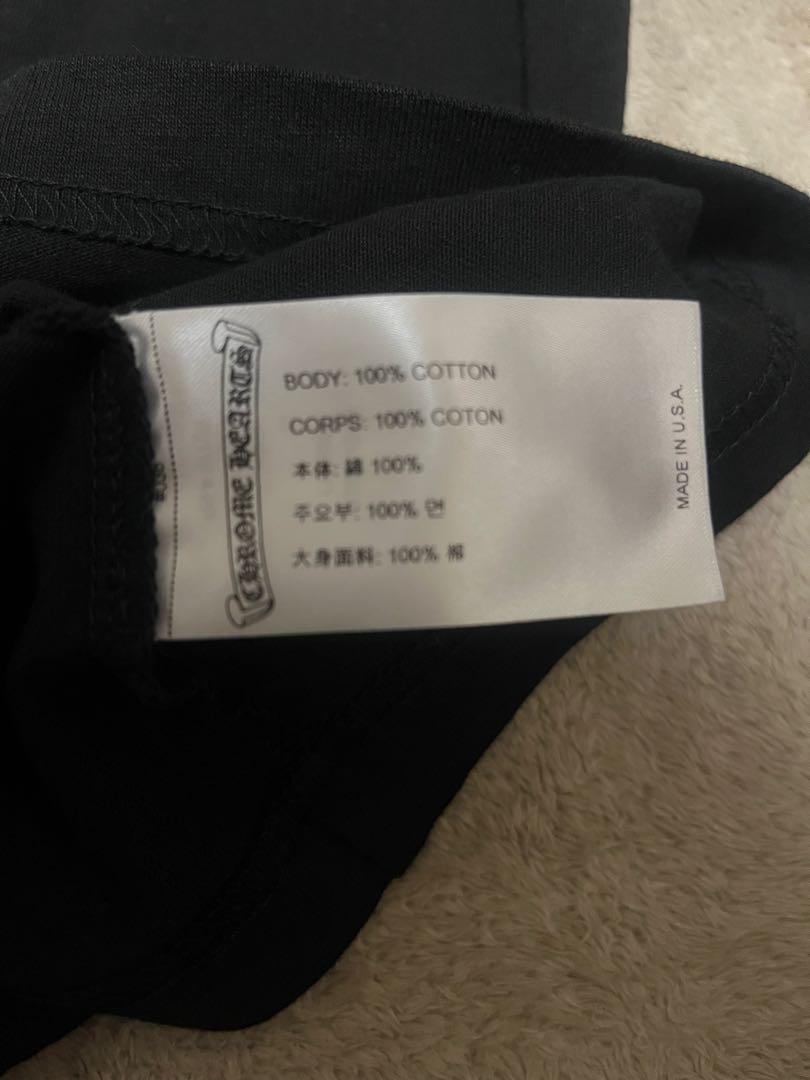 CHROME HEARTS
BODY: 100% COTTON
CORPS: 100% COTON
本体: 綿 100%
주요부: 100% 면
大身面料: 100% 棉
MADE IN U.S.A.